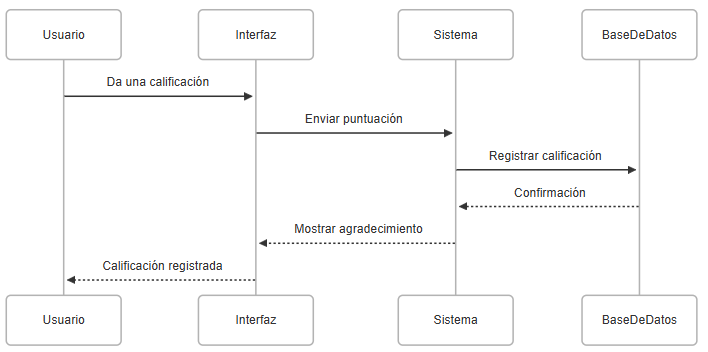 Usuario
Interfaz
Sistema
BaseDeDatos
Da una calificación
Enviar puntuación
Registrar calificación
Confirmación
Mostrar agradecimiento
Calificación registrada
Usuario
Interfaz
Sistema
BaseDeDatos